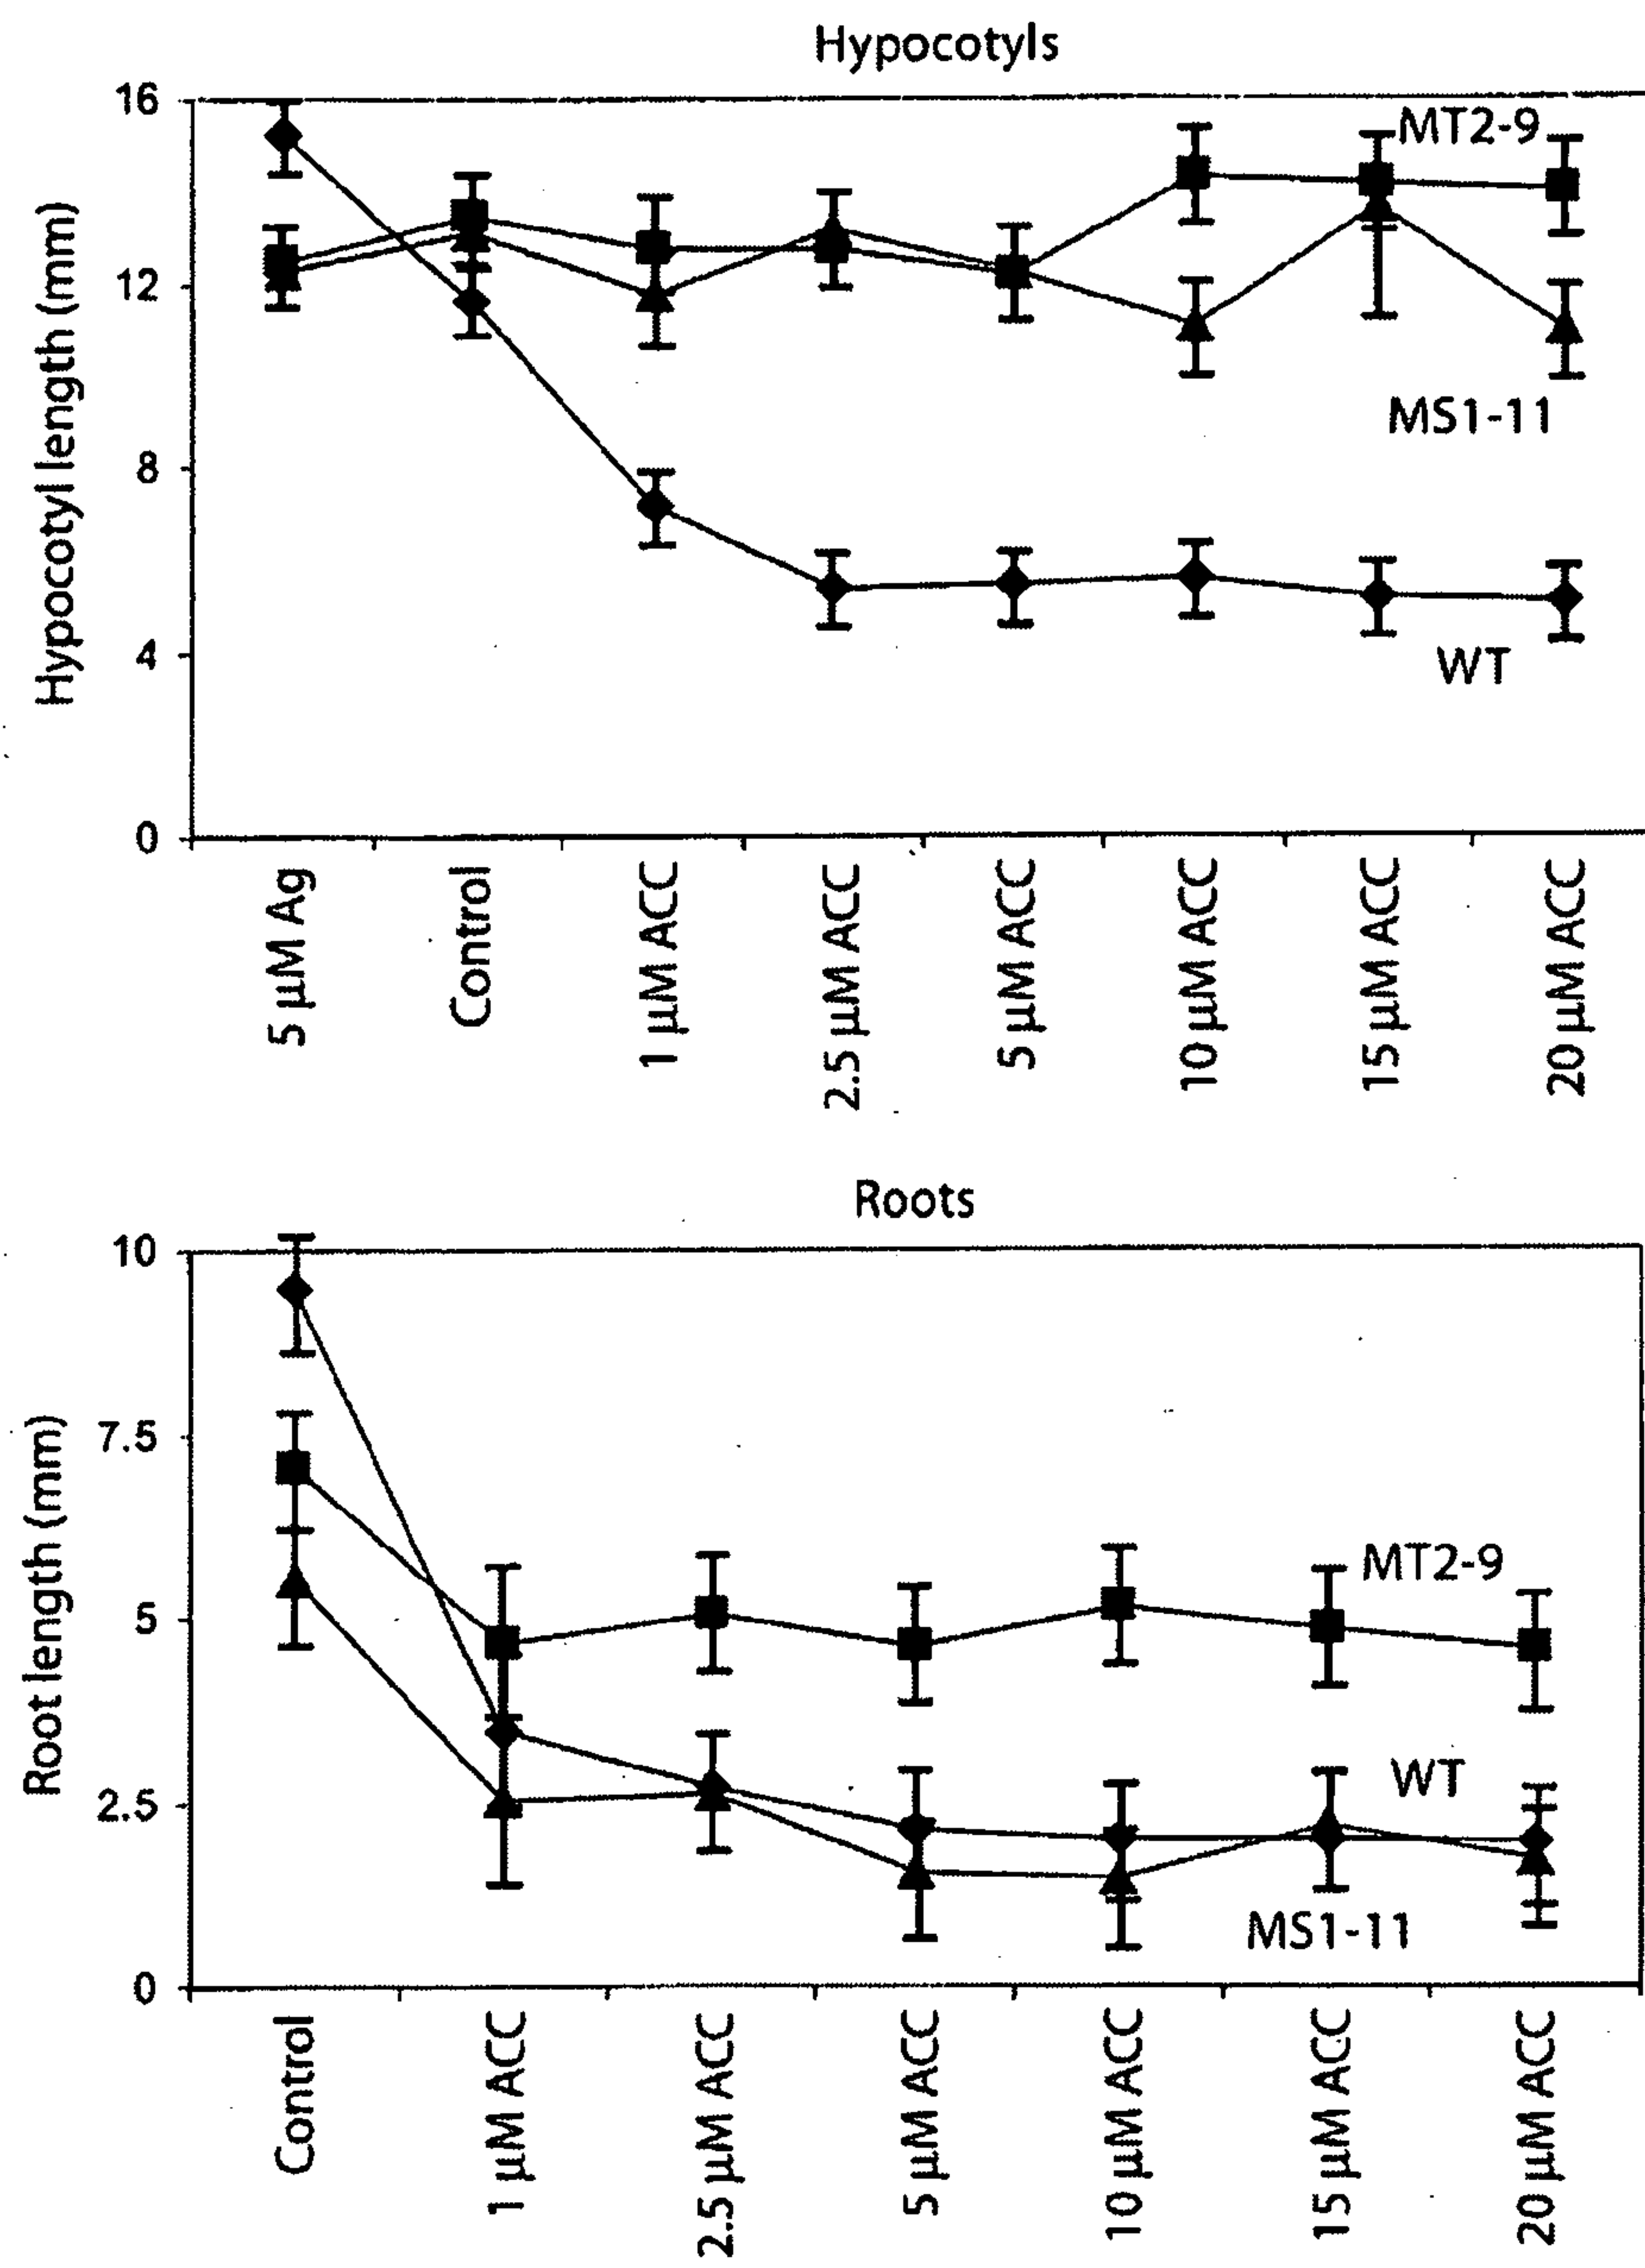 Hypocotyls
16
12
8
4
0
Hypocotyl length (mm)
MT2-9
MS1-11
WT
5 µM Ag
Control
1 µM ACC
2.5 µM ACC
5 µM ACC
10 µM ACC
15 µM ACC
20 µM ACC
Roots
10
7.5
5
2.5
0
Root length (mm)
MT2-9
WT
MS1-11
Control
1 µM ACC
2.5 µM ACC
5 µM ACC
10 µM ACC
15 µM ACC
20 µM ACC